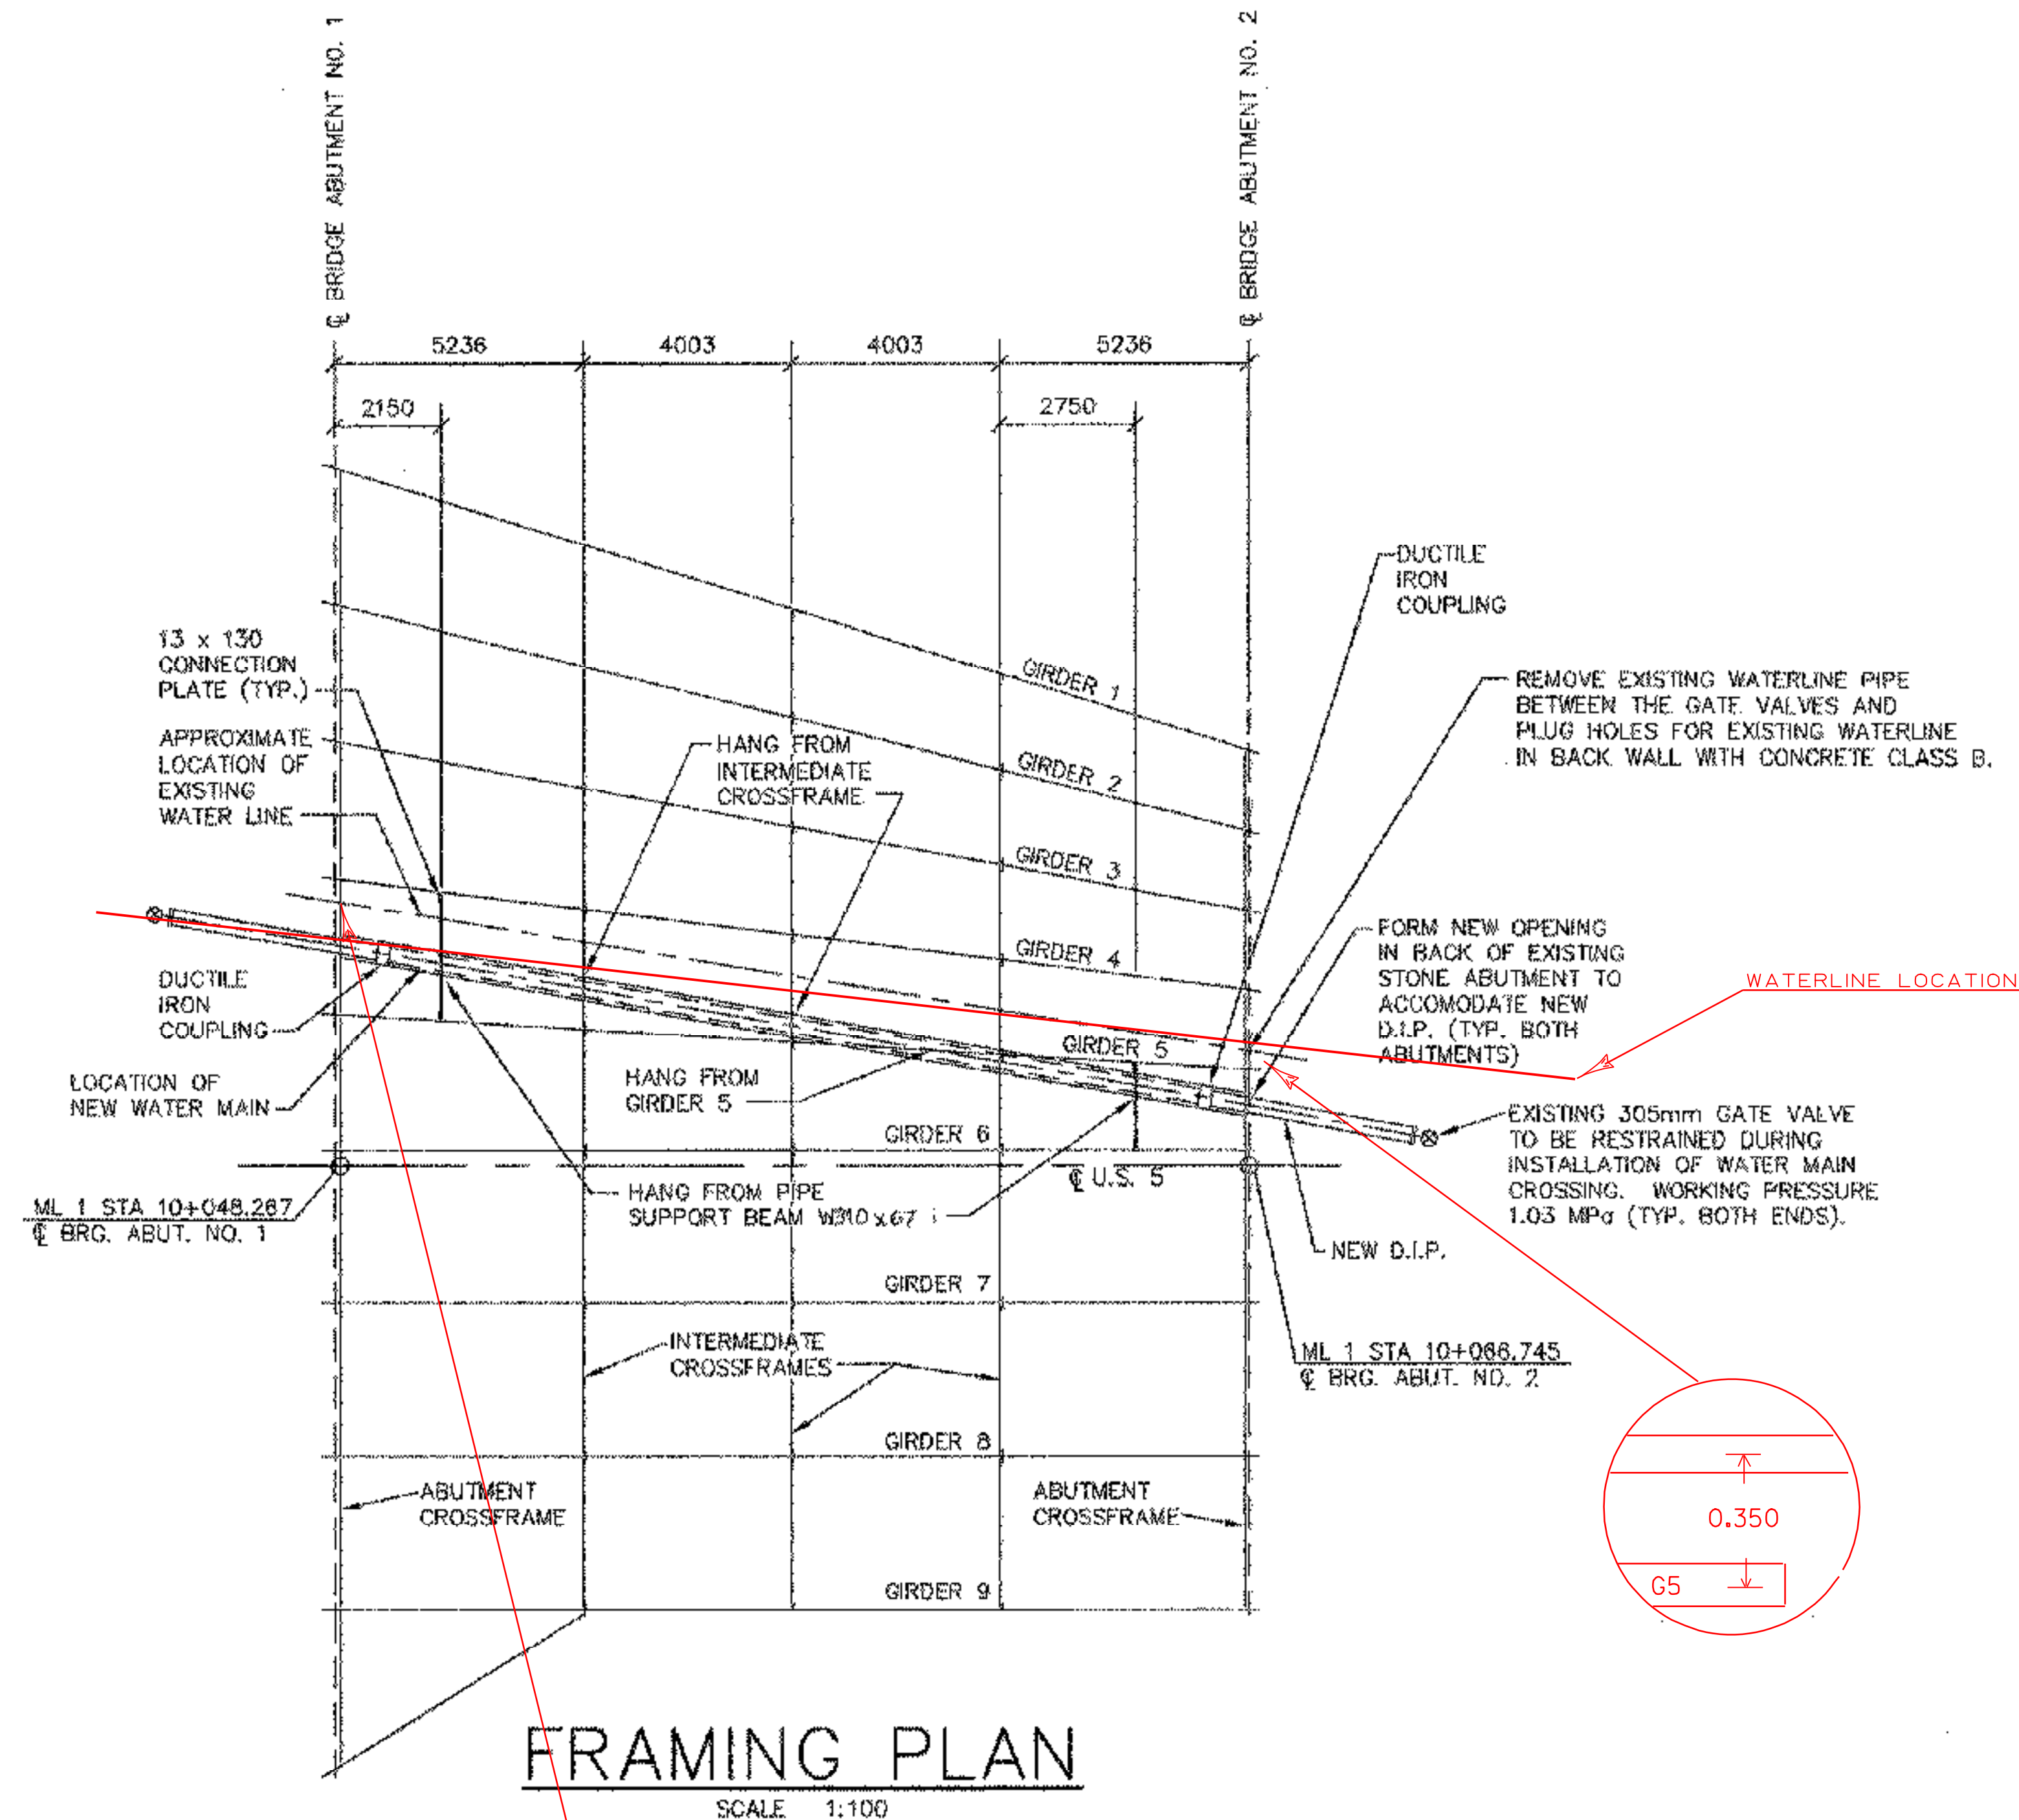 ℄ BRIDGE ABUTMENT NO. 1
℄ BRIDGE ABUTMENT NO. 2
5236
4003
4003
5236
2150
2750
DUCTILE
IRON
COUPLING
13 x 130
CONNECTION
PLATE (TYP.)
GIRDER 1
REMOVE EXISTING WATERLINE PIPE
BETWEEN THE GATE VALVES AND
PLUG HOLES FOR EXISTING WATERLINE
IN BACK WALL WITH CONCRETE CLASS B.
APPROXIMATE
LOCATION OF
EXISTING
WATER LINE
HANG FROM
INTERMEDIATE
CROSSFRAME
GIRDER 2
GIRDER 3
GIRDER 4
FORM NEW OPENING
IN BACK OF EXISTING
STONE ABUTMENT TO
ACCOMODATE NEW
D.I.P. (TYP. BOTH
ABUTMENTS)
WATERLINE LOCATION
DUCTILE
IRON
COUPLING
GIRDER 5
LOCATION OF
NEW WATER MAIN
HANG FROM
GIRDER 5
GIRDER 6
EXISTING 305mm GATE VALVE
TO BE RESTRAINED DURING
INSTALLATION OF WATER MAIN
CROSSING. WORKING PRESSURE
1.03 MPa (TYP. BOTH ENDS).
℄ U.S. 5
ML 1 STA 10+048.267
℄ BRG. ABUT. NO. 1
HANG FROM PIPE
SUPPORT BEAM W310x67
NEW D.I.P.
GIRDER 7
INTERMEDIATE
CROSSFRAMES
ML 1 STA 10+066.745
℄ BRG. ABUT. NO. 2
GIRDER 8
ABUTMENT
CROSSFRAME
ABUTMENT
CROSSFRAME
0.350
G5
GIRDER 9
FRAMING PLAN
SCALE 1:100